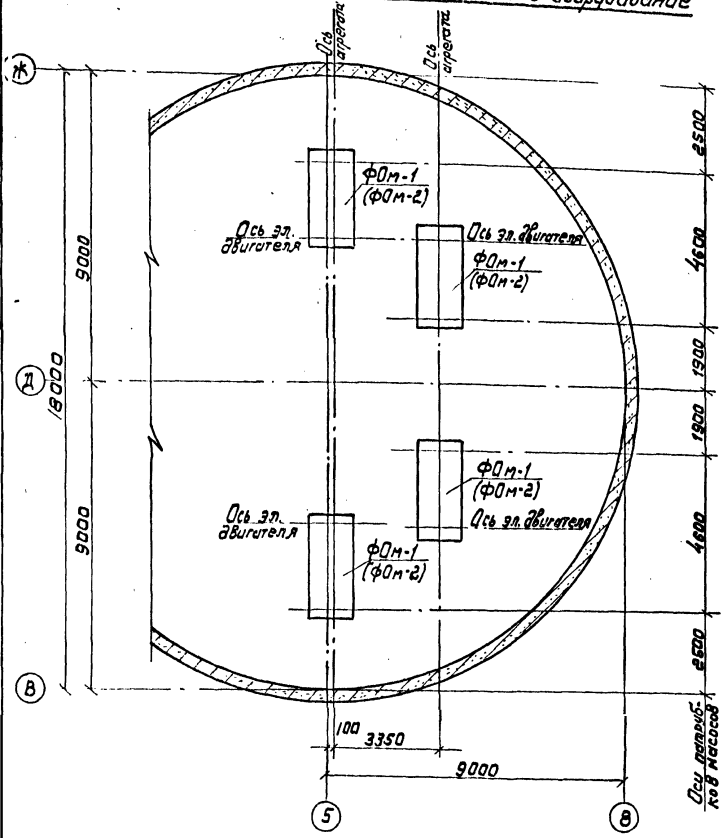 оборудование
Ось
агрегата
Ось
агрегата
Ж
2500
ФОм-1
(ФОм-2)
Ось эл.
двигателя
Ось эл. двигателя
ФОм-1
(ФОм-2)
4600
9000
1900
Д
18000
1900
ФОм-1
(ФОм-2)
Ось эл.
двигателя
Ось эл. двигателя
ФОм-1
(ФОм-2)
4600
9000
В
100
3350
9000
Оси патруб-
ков насосов
5
8